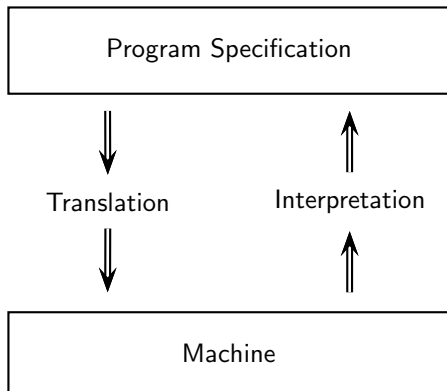 Program Specification
Translation
Interpretation
Machine